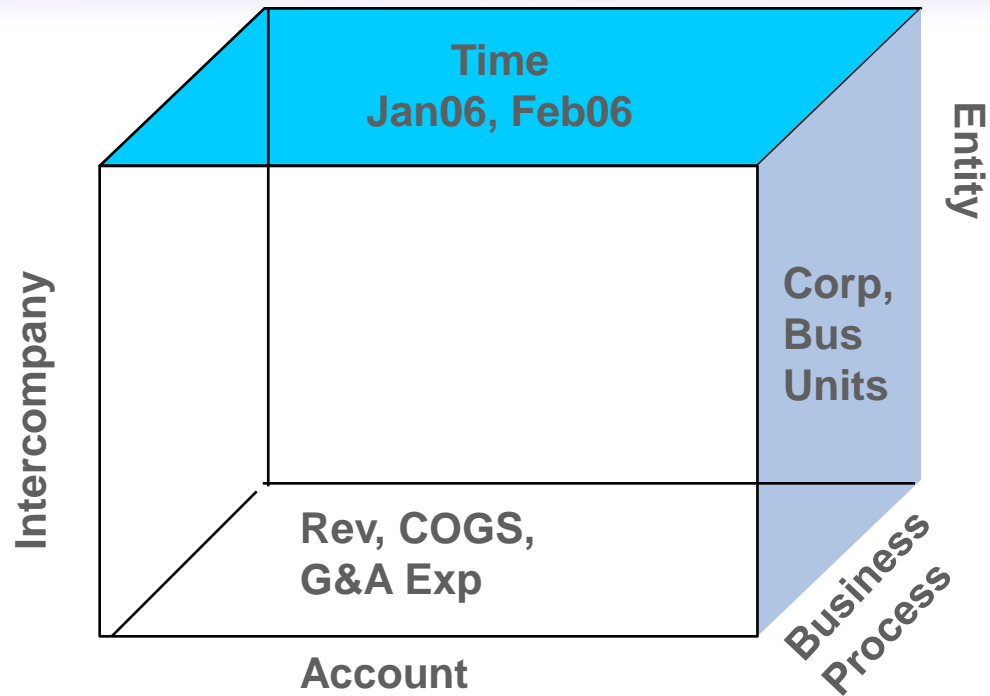 Time
Jan06, Feb06
Entity
Intercompany
Corp,
Bus
Units
Rev, COGS,
G&A Exp
Business
Process
Account